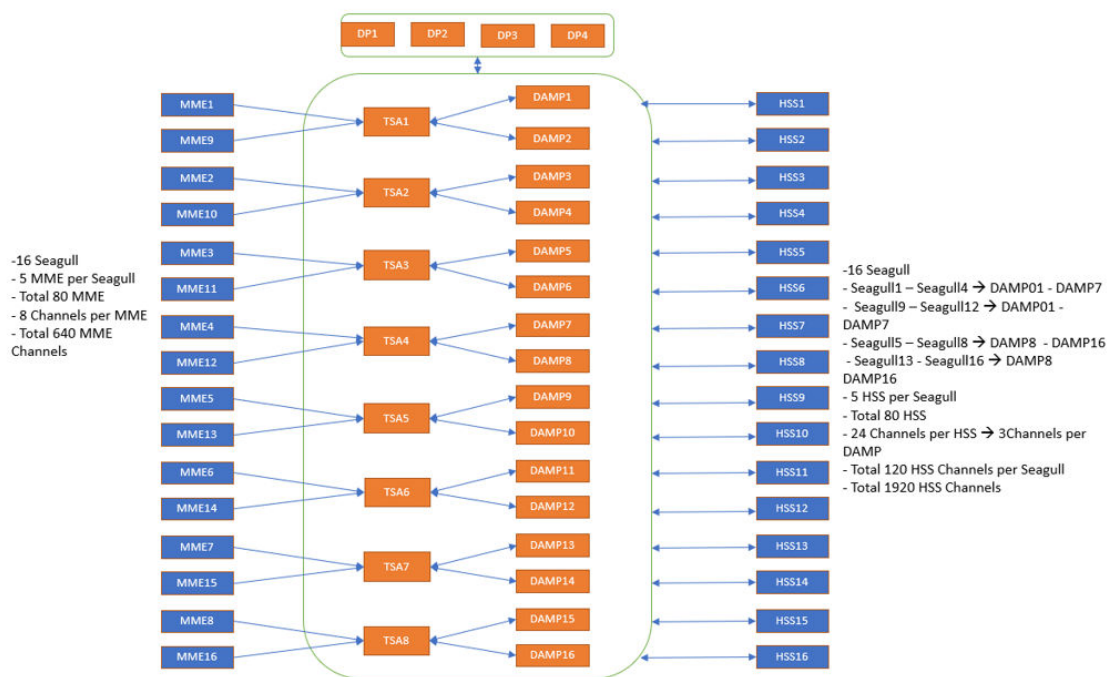 DP1
DP2
DP3
DP4
MME1
MME9
MME2
MME10
MME3
MME11
MME4
MME12
MME5
MME13
MME6
MME14
MME7
MME15
MME8
MME16
-16 Seagull
- 5 MME per Seagull
- Total 80 MME
- 8 Channels per MME
- Total 640 MME
Channels
TSA1
TSA2
TSA3
TSA4
TSA5
TSA6
TSA7
TSA8
DAMP1
DAMP2
DAMP3
DAMP4
DAMP5
DAMP6
DAMP7
DAMP8
DAMP9
DAMP10
DAMP11
DAMP12
DAMP13
DAMP14
DAMP15
DAMP16
HSS1
HSS2
HSS3
HSS4
HSS5
HSS6
HSS7
HSS8
HSS9
HSS10
HSS11
HSS12
HSS13
HSS14
HSS15
HSS16
-16 Seagull
- Seagull1 – Seagull4 → DAMP01 - DAMP7
- Seagull9 – Seagull12 → DAMP01 -
DAMP7
- Seagull5 – Seagull8 → DAMP8 - DAMP16
- Seagull13 - Seagull16 → DAMP8
DAMP16
- 5 HSS per Seagull
- Total 80 HSS
- 24 Channels per HSS → 3Channels per
DAMP
- Total 120 HSS Channels per Seagull
- Total 1920 HSS Channels